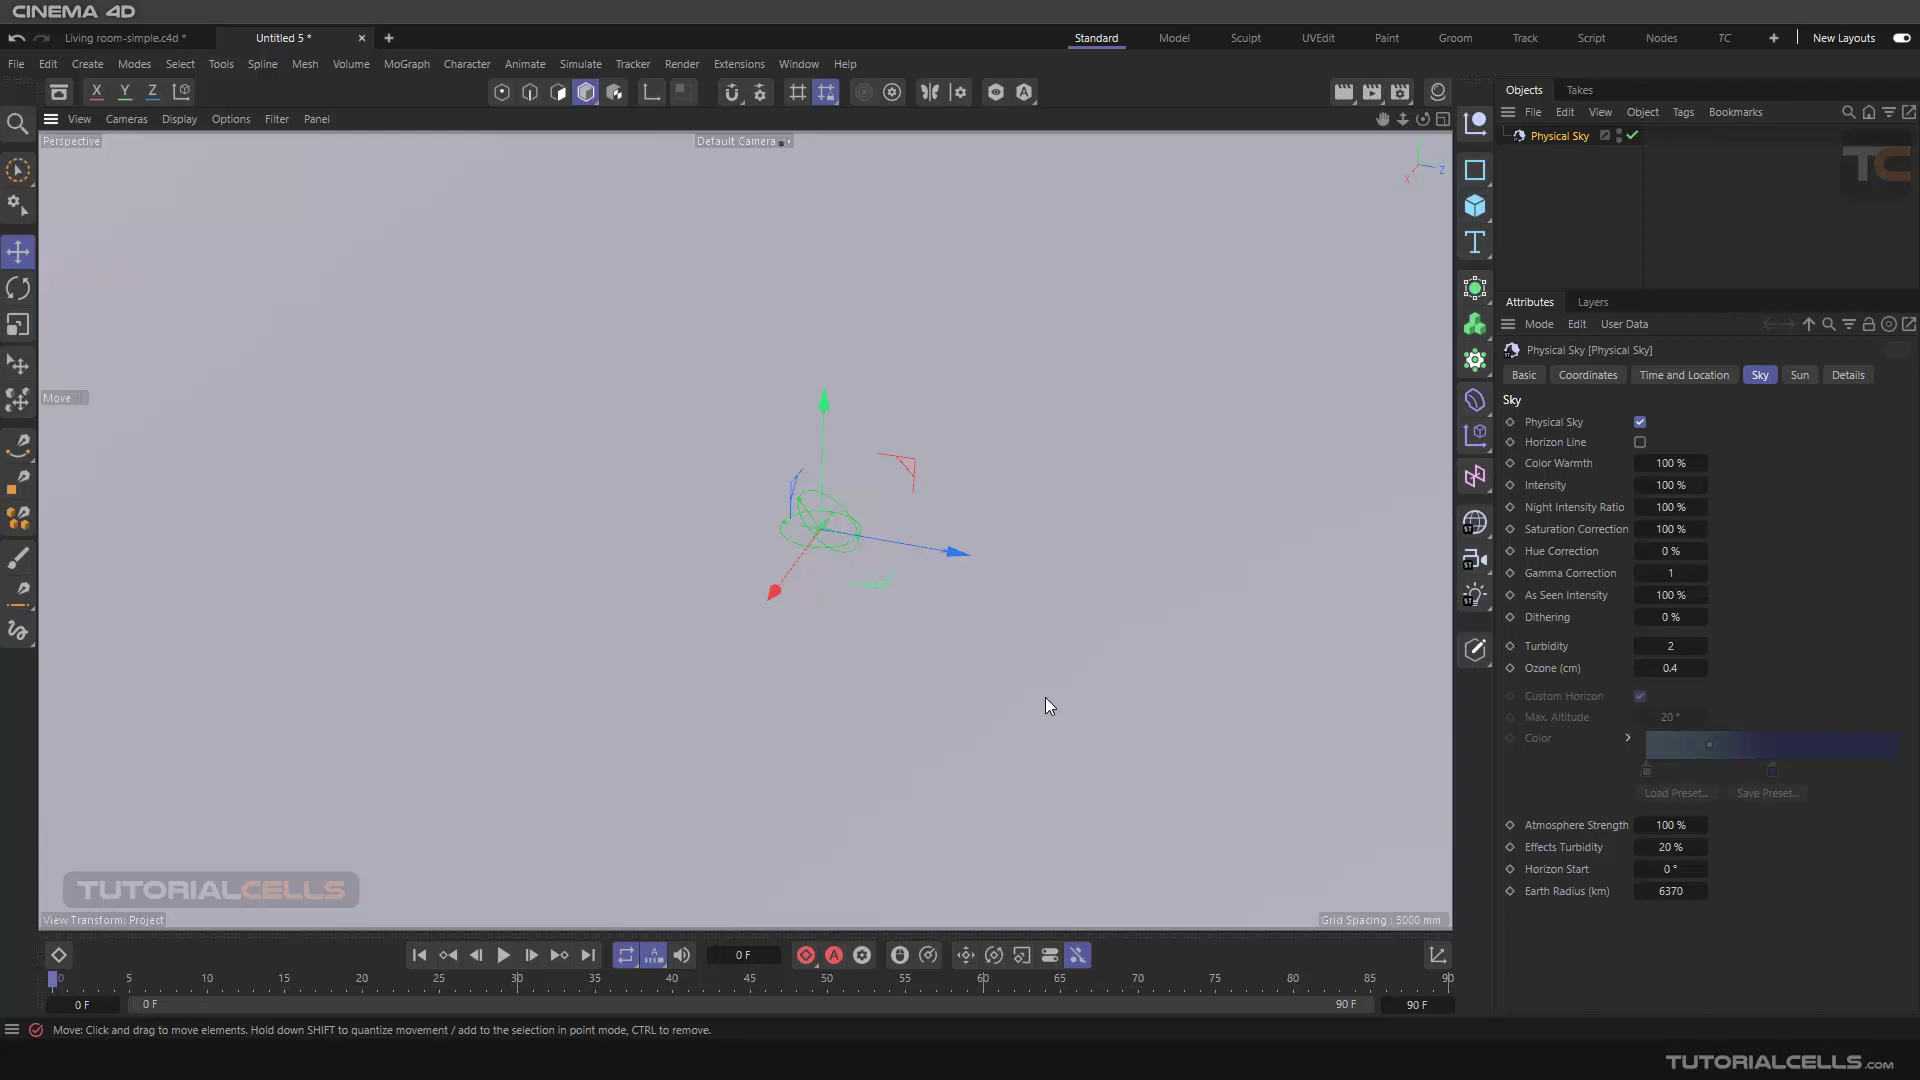 CINEMA 4D
Living room-simple.c4d *
Untitled 5 *
Standard
Model
Sculpt
UVEdit
Paint
Groom
Track
Script
Nodes
TC
New Layouts
File Edit Create Modes Select Tools Spline Mesh Volume MoGraph Character Animate Simulate Tracker Render Extensions Window Help
X Y Z
View Cameras Display Options Filter Panel
Perspective
Default Camera
X
Z
Move
TUTORIALCELLS
View Transform: Project
Grid Spacing : 5000 mm
Objects Takes
File Edit View Object Tags Bookmarks
Physical Sky
TC
Attributes Layers
Mode Edit User Data
Physical Sky [Physical Sky]
Basic Coordinates Time and Location Sky Sun Details
Sky
Physical Sky
Horizon Line
Color Warmth 100 %
Intensity 100 %
Night Intensity Ratio 100 %
Saturation Correction 100 %
Hue Correction 0 %
Gamma Correction 1
As Seen Intensity 100 %
Dithering 0 %
Turbidity 2
Ozone (cm) 0.4
Custom Horizon
Max. Altitude 20 °
Color
Load Preset... Save Preset...
Atmosphere Strength 100 %
Effects Turbidity 20 %
Horizon Start 0 °
Earth Radius (km) 6370
0 F
0 5 10 15 20 25 30 35 40 45 50 55 60 65 70 75 80 85 90
0 F 0 F 90 F 90 F
Move: Click and drag to move elements. Hold down SHIFT to quantize movement / add to the selection in point mode, CTRL to remove.
TUTORIALCELLS.COM